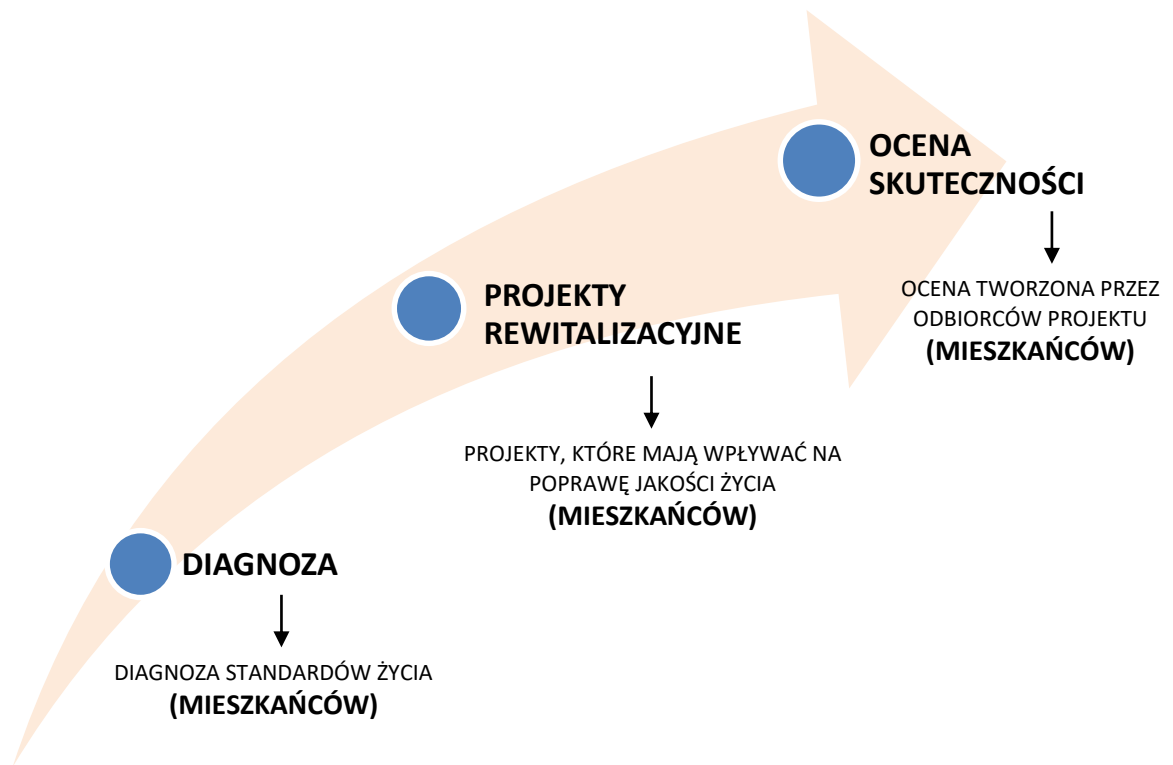 OCENA
SKUTECZNOŚCI
OCENA TWORZONA PRZEZ
ODBIORCÓW PROJEKTU
(MIESZKAŃCÓW)
PROJEKTY
REWITALIZACYJNE
PROJEKTY, KTÓRE MAJĄ WPŁYWAĆ NA
POPRAWĘ JAKOŚCI ŻYCIA
(MIESZKAŃCÓW)
DIAGNOZA
DIAGNOZA STANDARDÓW ŻYCIA
(MIESZKAŃCÓW)